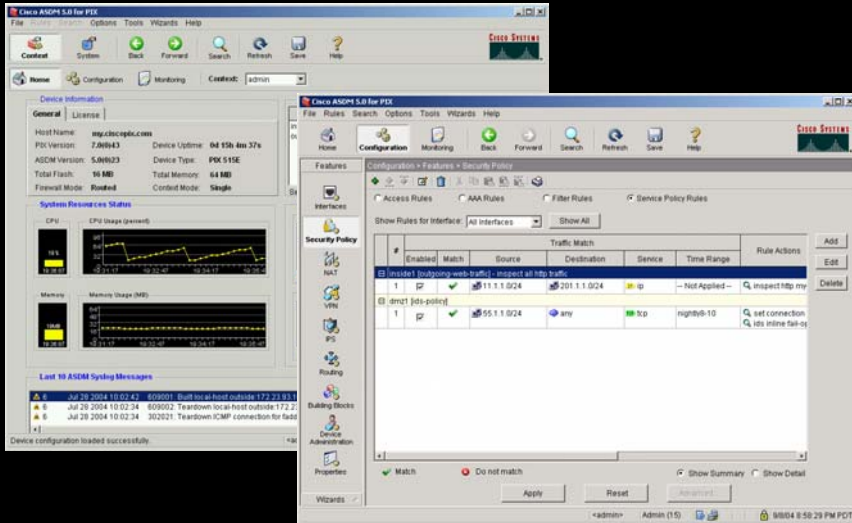 Cisco ASDM 5.0 for PIX
File Rules Search Options Tools Wizards Help
Context System Back Forward Search Refresh Save Help
CISCO SYSTEMS
Home Configuration Monitoring Context: admin
Device Information
General License
Host Name: my.ciscopix.com
PIX Version: 7.0(0)43 Device Uptime: 0d 15h 4m 37s
ASDM Version: 5.0(0)23 Device Type: PIX 515E
Total Flash: 16 MB Total Memory: 64 MB
Firewall Mode: Routed Context Mode: Single
System Resources Status
CPU CPU Usage (percent)
Memory Memory Usage (MB)
Last 10 ASDM Syslog Messages
6 Jul 28 2004 10:02:42 609001: Built local-host outside:172.23.93.1
6 Jul 28 2004 10:02:34 609002: Teardown local-host outside:172.2
6 Jul 28 2004 10:02:34 302021: Teardown ICMP connection for fadd
Device configuration loaded successfully.
Cisco ASDM 5.0 for PIX
File Rules Search Options Tools Wizards Help
Home Configuration Monitoring Back Forward Search Refresh Save Help
CISCO SYSTEMS
Features
Configuration > Features > Security Policy
Interfaces
Security Policy
NAT
VPN
IPS
Routing
Building Blocks
Device Administration
Properties
Wizards
Access Rules AAA Rules Filter Rules Service Policy Rules
Show Rules for Interface: All Interfaces Show All
Traffic Match
# Enabled Match Source Destination Service Time Range Rule Actions
inside1 [outgoing-web-traffic] - inspect all http traffic
1 11.1.1.0/24 201.1.1.0/24 ip -- Not Applied -- inspect http my
dmz1 [ids-policy]
1 55.1.1.0/24 any tcp nightly8-10 set connection
ids inline fail-op
Add
Edit
Delete
Match Do not match Show Summary Show Detail
Apply Reset Advanced...
<admin> Admin (15) 9/8/04 8:58:29 PM PDT